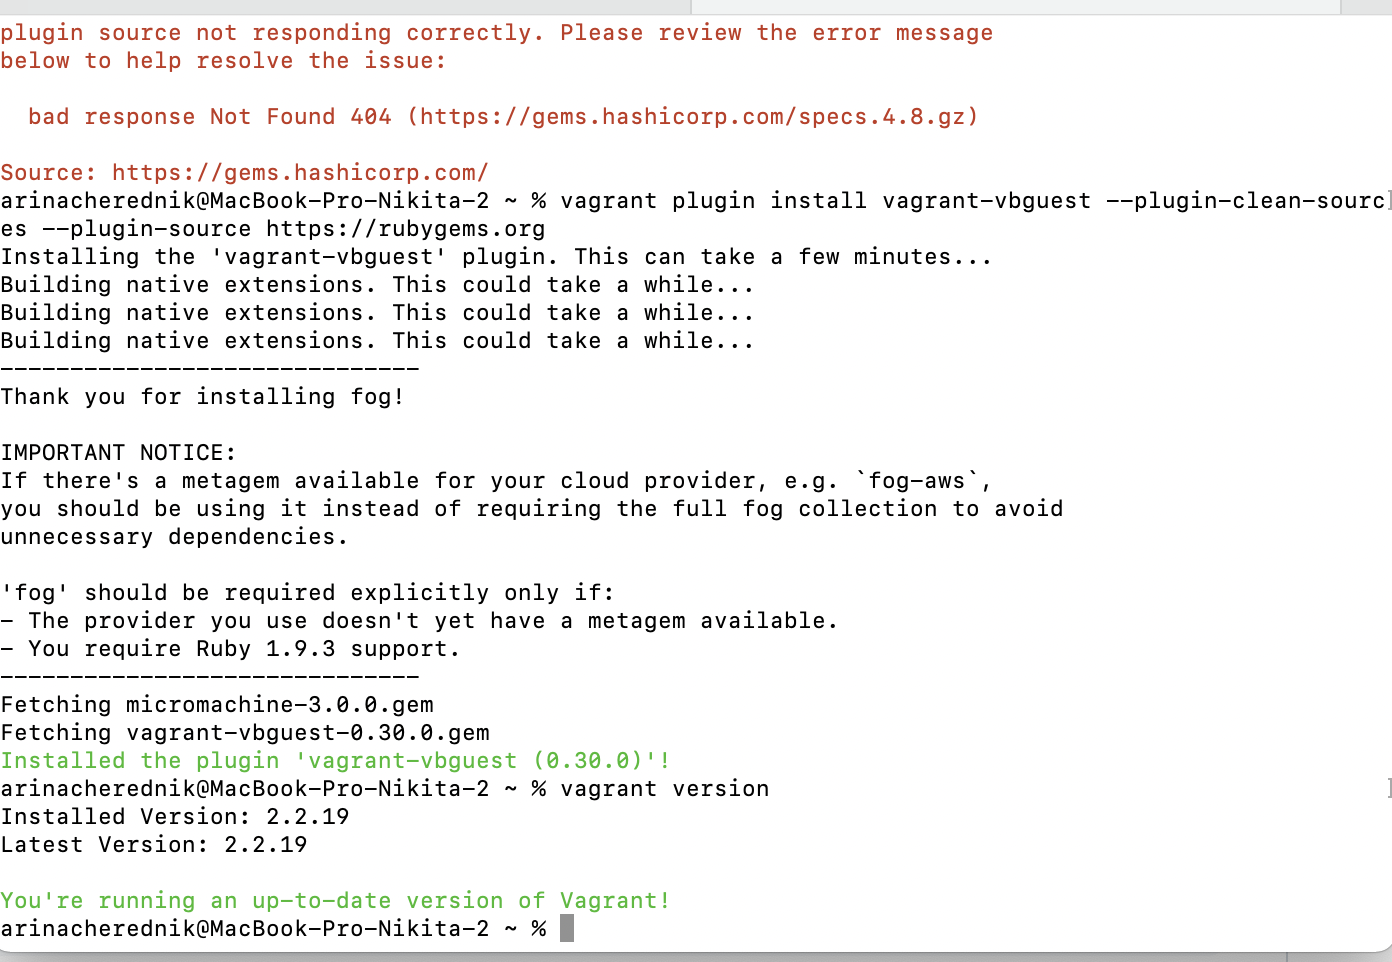 plugin source not responding correctly. Please review the error message
below to help resolve the issue:
bad response Not Found 404 (https://gems.hashicorp.com/specs.4.8.gz)
Source: https://gems.hashicorp.com/
arinacherednik@MacBook-Pro-Nikita-2 ~ % vagrant plugin install vagrant-vbguest --plugin-clean-sourc
es --plugin-source https://rubygems.org
Installing the 'vagrant-vbguest' plugin. This can take a few minutes...
Building native extensions. This could take a while...
Building native extensions. This could take a while...
Building native extensions. This could take a while...
------------------------------
Thank you for installing fog!
IMPORTANT NOTICE:
If there's a metagem available for your cloud provider, e.g. `fog-aws`,
you should be using it instead of requiring the full fog collection to avoid
unnecessary dependencies.
'fog' should be required explicitly only if:
- The provider you use doesn't yet have a metagem available.
- You require Ruby 1.9.3 support.
------------------------------
Fetching micromachine-3.0.0.gem
Fetching vagrant-vbguest-0.30.0.gem
Installed the plugin 'vagrant-vbguest (0.30.0)'!
arinacherednik@MacBook-Pro-Nikita-2 ~ % vagrant version
Installed Version: 2.2.19
Latest Version: 2.2.19
You're running an up-to-date version of Vagrant!
arinacherednik@MacBook-Pro-Nikita-2 ~ %